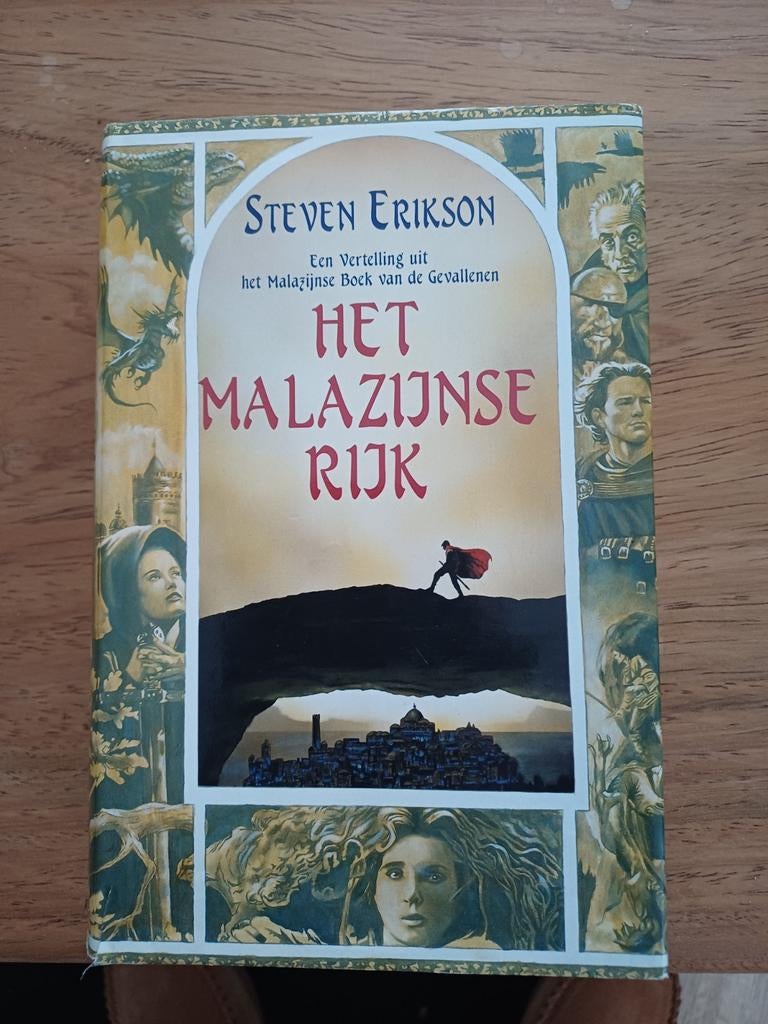 STEVEN ERIKSON
Een Vertelling uit
het Malazijnse Boek van de Gevallenen
HET
MALAZIJNSE
RIJK